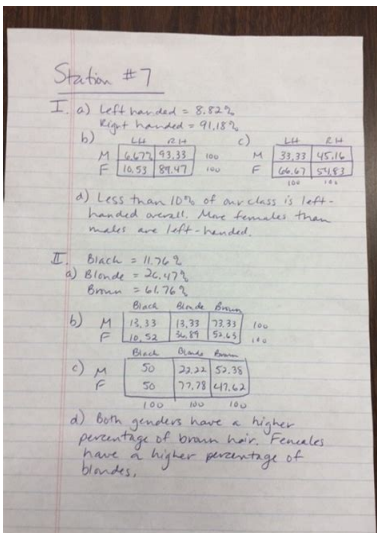 Station #7
I. a) Left handed = 8.82%
Right handed = 91.18%
b) LH RH c) LH RH
M 6.67% 93.33 100 M 33.33 45.16
F 10.53 89.47 100 F 66.67 54.83
100 100
d) Less than 10% of our class is left-
handed overall. More females than
males are left-handed.
II. Black = 11.76%
a) Blonde = 26.47%
Brown = 61.76%
Black Blonde Brown
b) M 13.33 13.33 73.33 100
F 10.52 36.89 52.63 100
Black Blonde Brown
c) M 50 22.22 52.38
F 50 77.78 47.62
100 100 100
d) Both genders have a higher
percentage of brown hair. Females
have a higher percentage of
blondes.